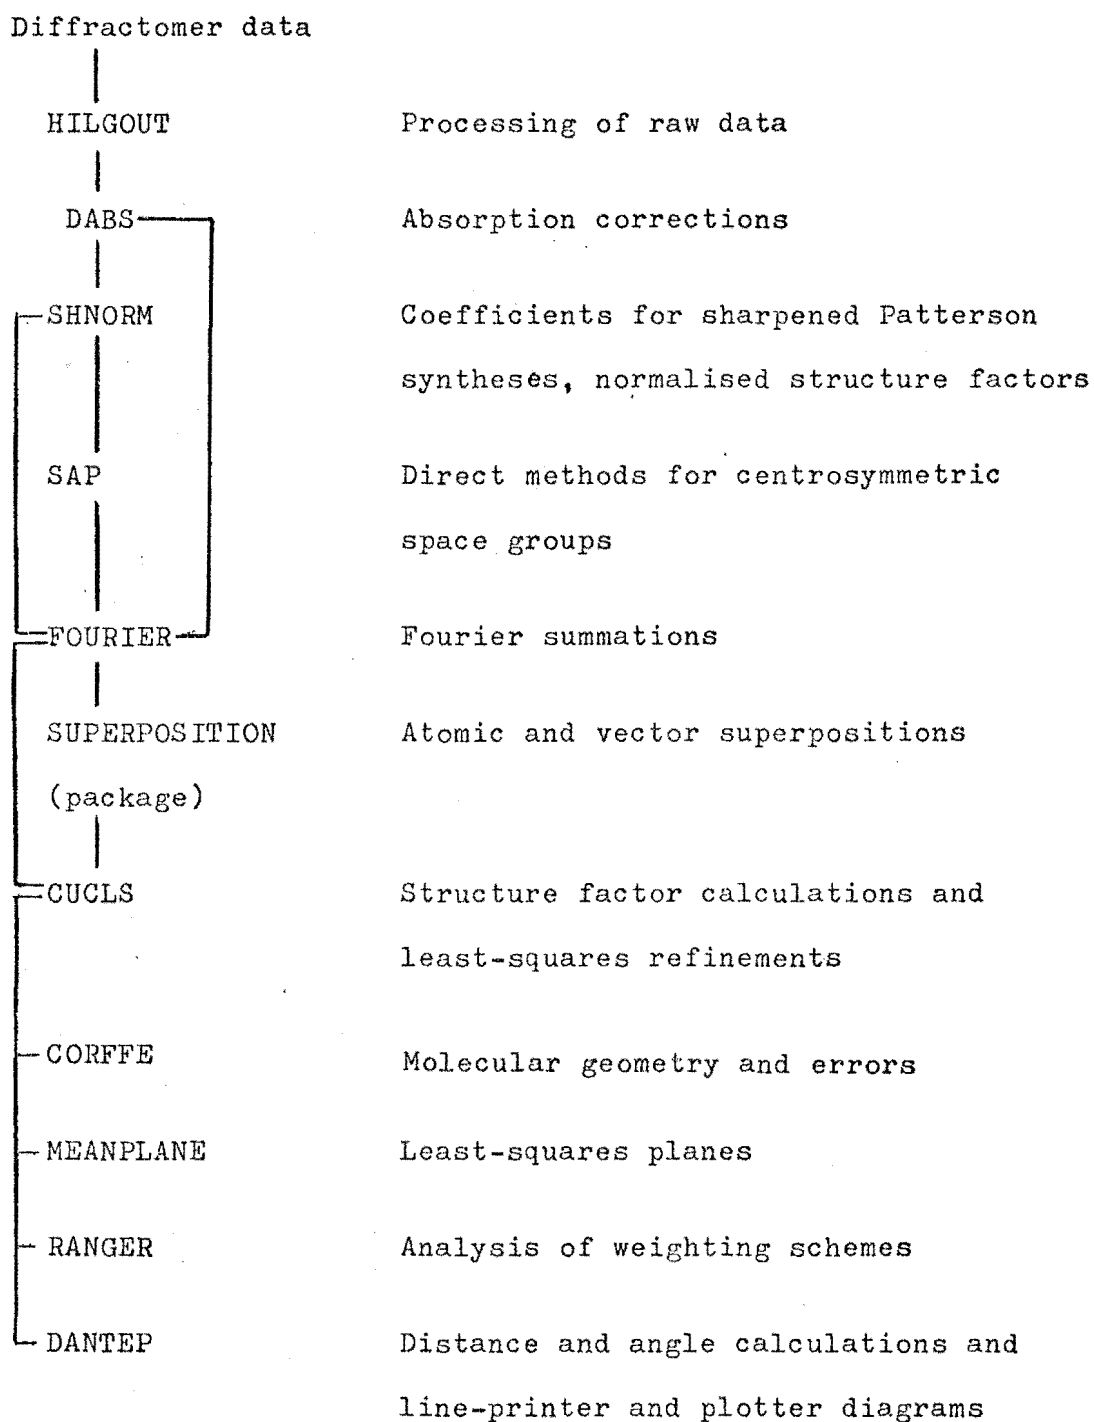 Diffractomer data
HILGOUT Processing of raw data
DABS Absorption corrections
SHNORM Coefficients for sharpened Patterson
syntheses, normalised structure factors
SAP Direct methods for centrosymmetric
space groups
FOURIER Fourier summations
SUPERPOSITION Atomic and vector superpositions
(package)
CUCLS Structure factor calculations and
least-squares refinements
CORFFE Molecular geometry and errors
MEANPLANE Least-squares planes
RANGER Analysis of weighting schemes
DANTEP Distance and angle calculations and
line-printer and plotter diagrams